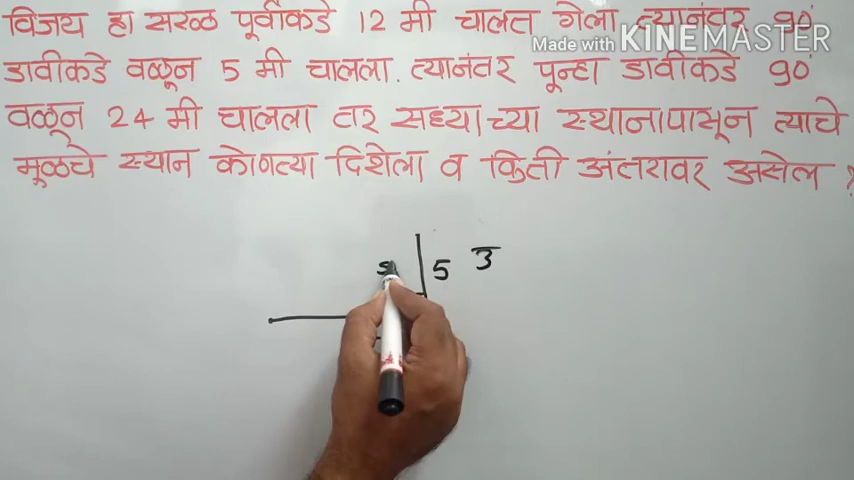 विजय हा सरळ पूर्वीकडे 12 मी चालत गेला त्यानंतर 90°
Made with KINEMASTER
डावीकडे वळून 5 मी चालला. त्यानंतर पून्हा डावीकडे 90°
वळून 24 मी चालला तर सध्याच्या स्थानापासून त्याचे
मूळचे स्थान कोणत्या दिशेला व किती अंतरावर असेल ?
5 उ